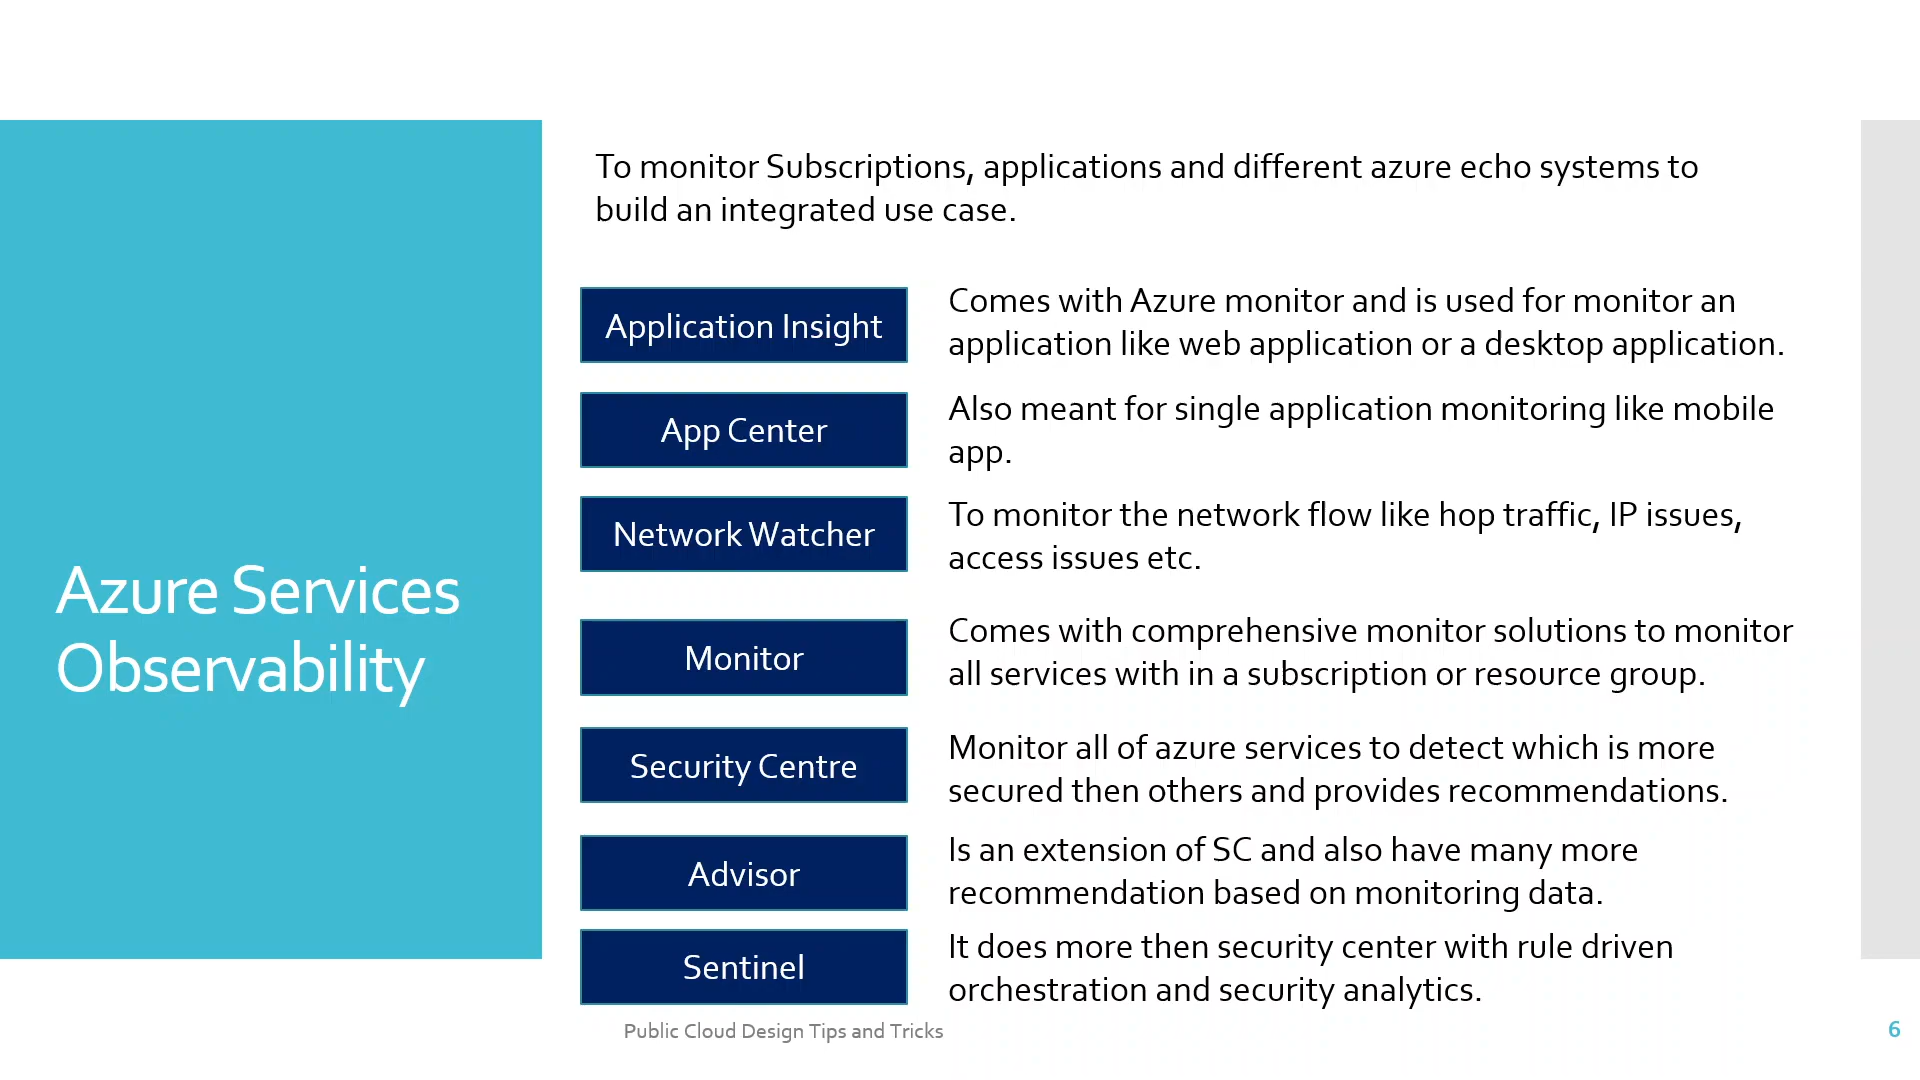 Azure Services
Observability
To monitor Subscriptions, applications and different azure echo systems to
build an integrated use case.
Application Insight
Comes with Azure monitor and is used for monitor an
application like web application or a desktop application.
App Center
Also meant for single application monitoring like mobile
app.
Network Watcher
To monitor the network flow like hop traffic, IP issues,
access issues etc.
Monitor
Comes with comprehensive monitor solutions to monitor
all services with in a subscription or resource group.
Security Centre
Monitor all of azure services to detect which is more
secured then others and provides recommendations.
Advisor
Is an extension of SC and also have many more
recommendation based on monitoring data.
Sentinel
It does more then security center with rule driven
orchestration and security analytics.
Public Cloud Design Tips and Tricks
6